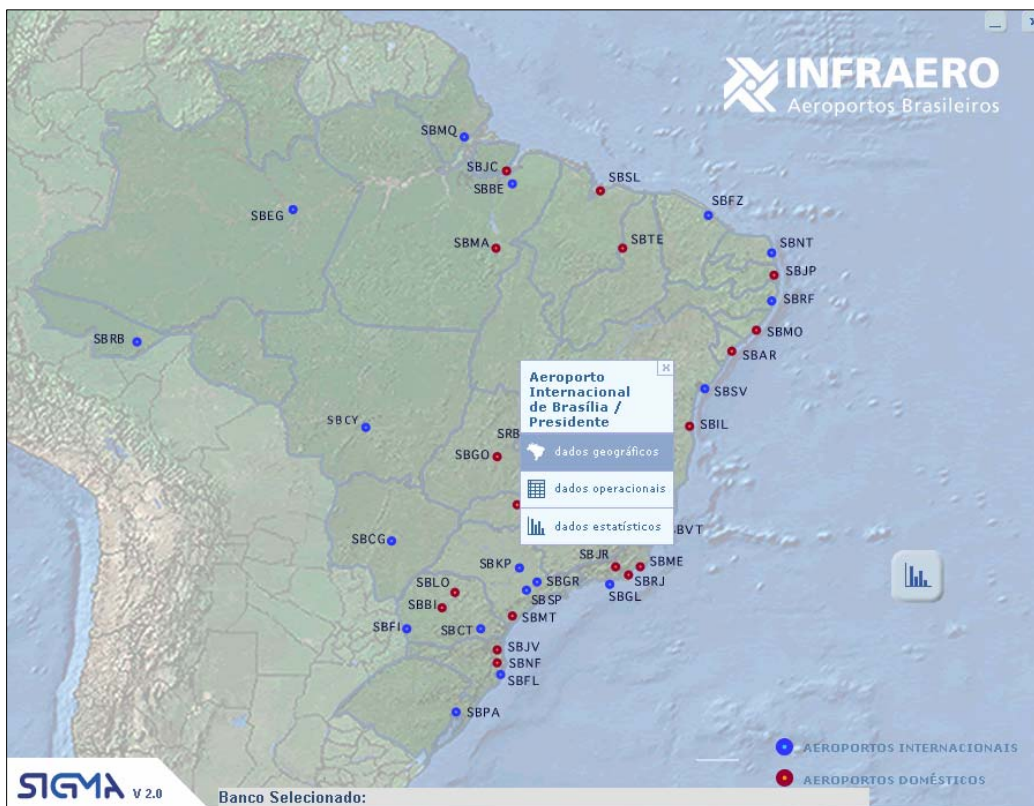 INFRAERO
Aeroportos Brasileiros
SBMQ
SBJC
SBBE
SBSL
SBEG
SBFZ
SBMA
SBTE
SBNT
SBJP
SBRF
SBMO
SBRB
SBAR
Aeroporto
Internacional
de Brasília /
Presidente
SBSV
SBCY
SBIL
SBGO
dados geográficos
dados operacionais
dados estatísticos
SBCG
SBJR
SBME
SBKP
SBRJ
SBLO
SBGR
SBGL
SBSP
SBBI
SBMT
SBFI
SBCT
SBJV
SBNF
SBFL
SBPA
AEROPORTOS INTERNACIONAIS
AEROPORTOS DOMÉSTICOS
SIGMA V 2.0
Banco Selecionado: